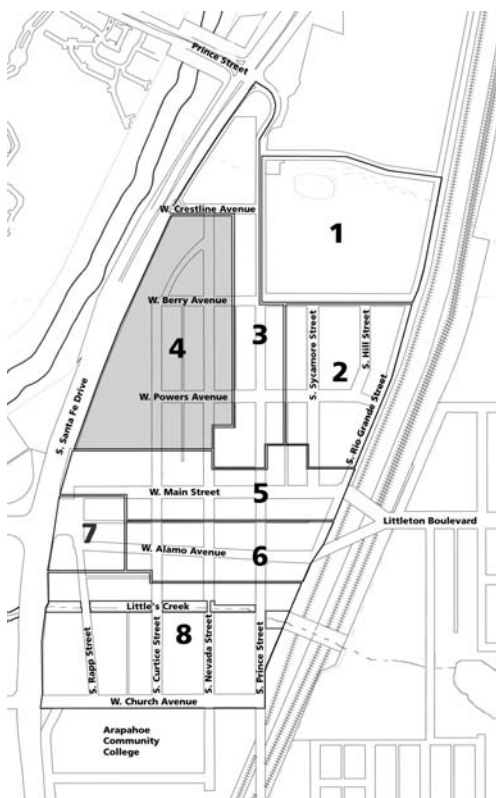 Prince Street
W. Crestline Avenue
1
W. Berry Avenue
3
4
S. Sycamore Street
S. Hill Street
2
W. Powers Avenue
S. Santa Fe Drive
S. Rio Grande Street
5
W. Main Street
Littleton Boulevard
7
W. Alamo Avenue
6
Little's Creek
8
S. Rapp Street
S. Curtice Street
S. Nevada Street
S. Prince Street
W. Church Avenue
Arapahoe
Community
College